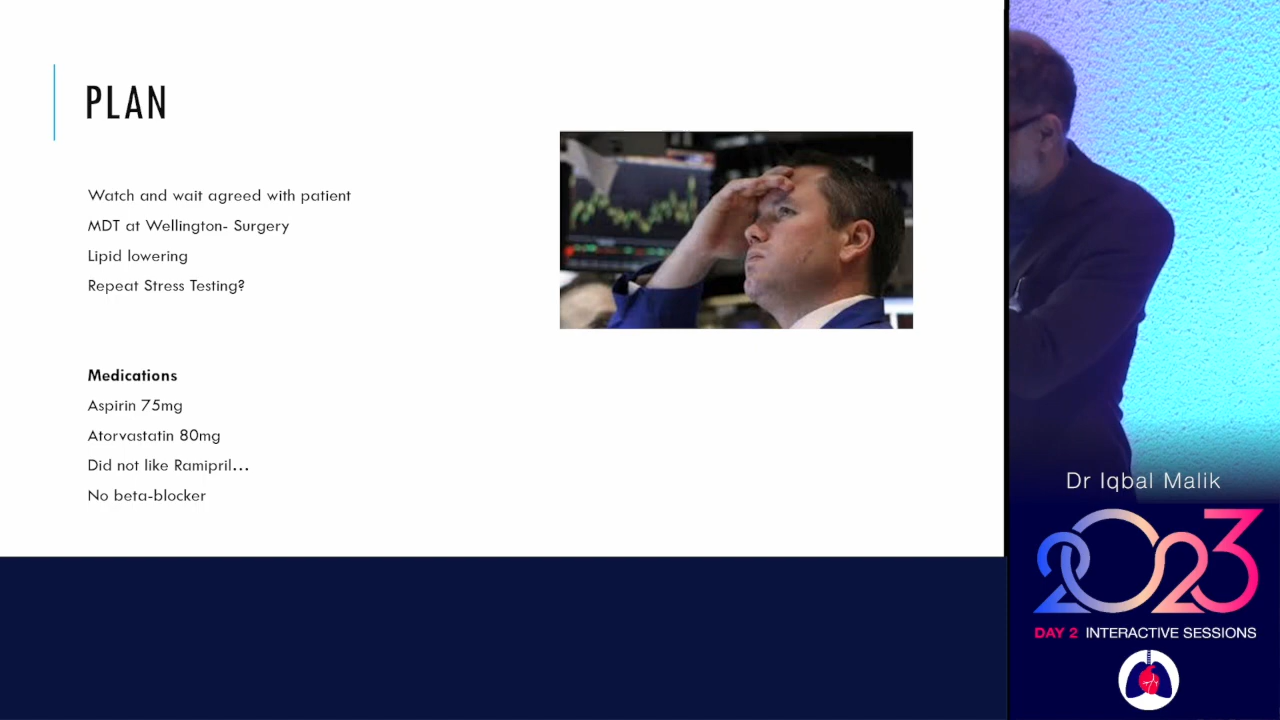 PLAN
Watch and wait agreed with patient
MDT at Wellington- Surgery
Lipid lowering
Repeat Stress Testing?
Medications
Aspirin 75mg
Atorvastatin 80mg
Did not like Ramipril...
No beta-blocker
Dr Iqbal Malik
2023
DAY 2 INTERACTIVE SESSIONS